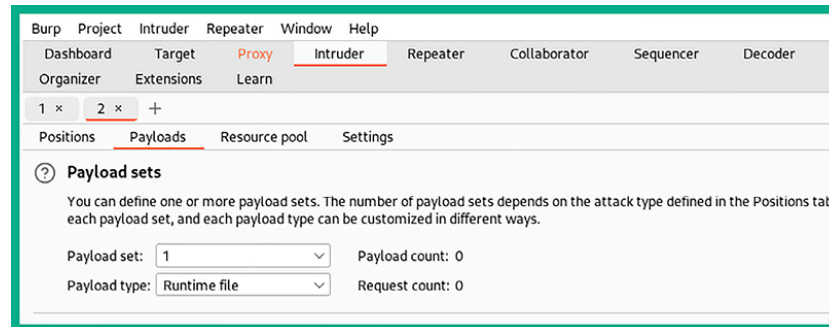 Burp Project Intruder Repeater Window Help
Dashboard Target Proxy Intruder Repeater Collaborator Sequencer Decoder
Organizer Extensions Learn
1 × 2 × +
Positions Payloads Resource pool Settings
? Payload sets
You can define one or more payload sets. The number of payload sets depends on the attack type defined in the Positions tab
each payload set, and each payload type can be customized in different ways.
Payload set: 1 Payload count: 0
Payload type: Runtime file Request count: 0